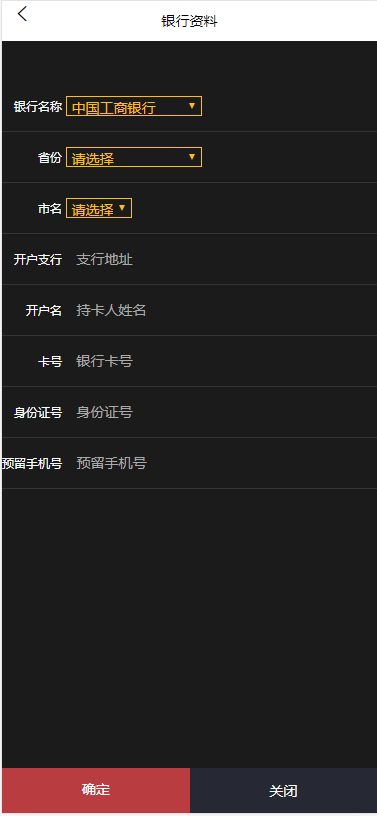 银行资料
银行名称 中国工商银行
省份 请选择
市名 请选择
开户支行 支行地址
开户名 持卡人姓名
卡号 银行卡号
身份证号 身份证号
预留手机号 预留手机号
确定 关闭